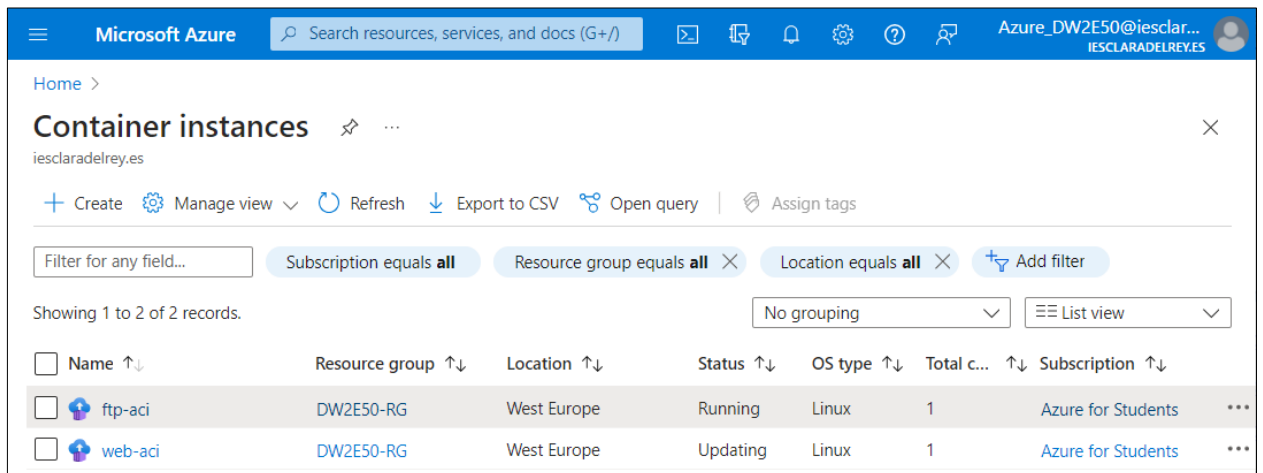 Microsoft Azure Search resources, services, and docs (G+/) Azure_DW2E50@iesclar...
IESCLARADELREY.ES
Home >
Container instances ...
iesclaradelrey.es
+ Create Manage view Refresh Export to CSV Open query Assign tags
Filter for any field... Subscription equals all Resource group equals all Location equals all Add filter
Showing 1 to 2 of 2 records. No grouping List view
Name ↑↓ Resource group ↑↓ Location ↑↓ Status ↑↓ OS type ↑↓ Total c... ↑↓ Subscription ↑↓
ftp-aci DW2E50-RG West Europe Running Linux 1 Azure for Students ...
web-aci DW2E50-RG West Europe Updating Linux 1 Azure for Students ...